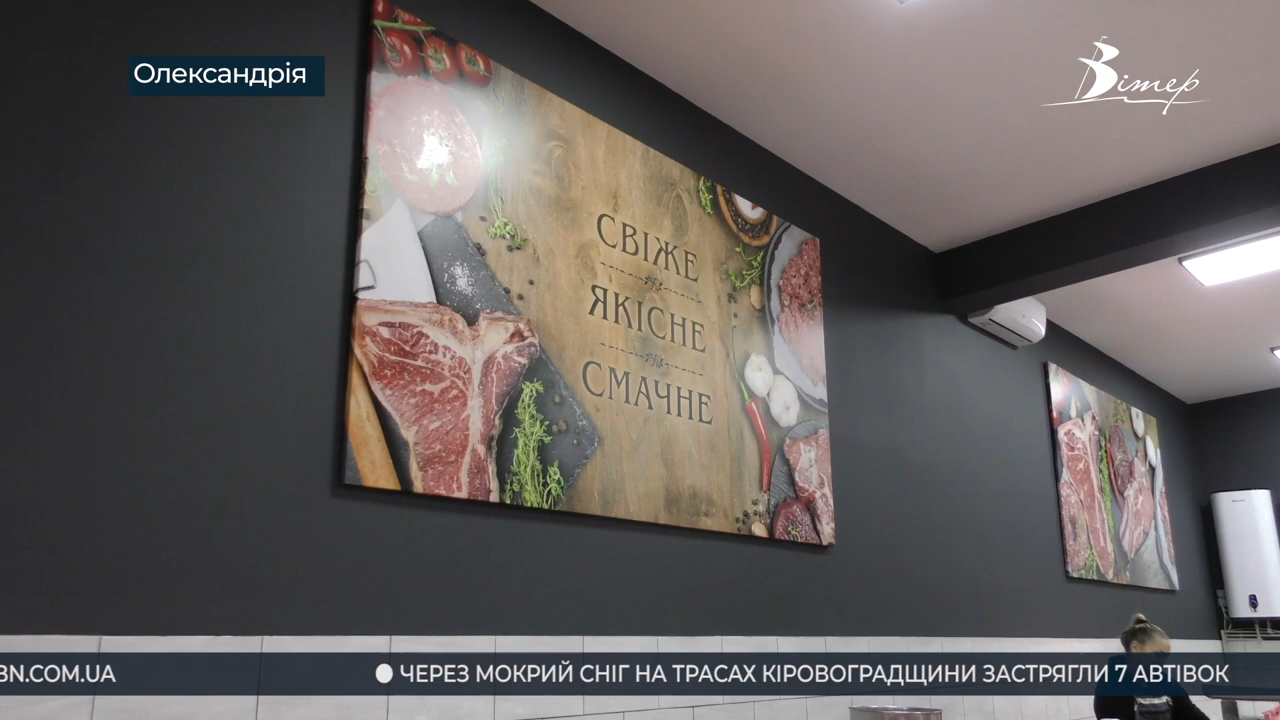 Олександрія
Вітер
СВІЖЕ
ЯКІСНЕ
СМАЧНЕ
BN.COM.UA
ЧЕРЕЗ МОКРИЙ СНІГ НА ТРАСАХ КІРОВОГРАДЩИНИ ЗАСТРЯГЛИ 7 АВТІВОК